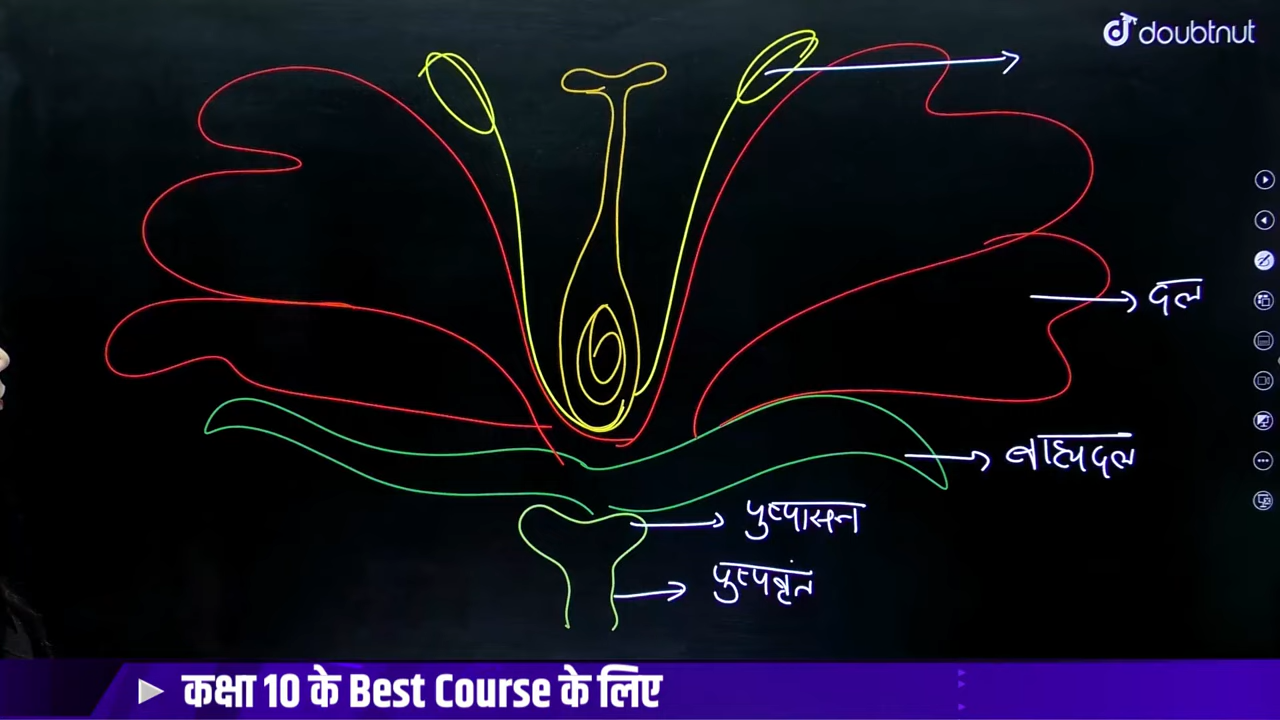 doubtnut
दल
बाह्यदल
पुष्पासन
पुष्पवृंत
कक्षा 10 के Best Course के लिए